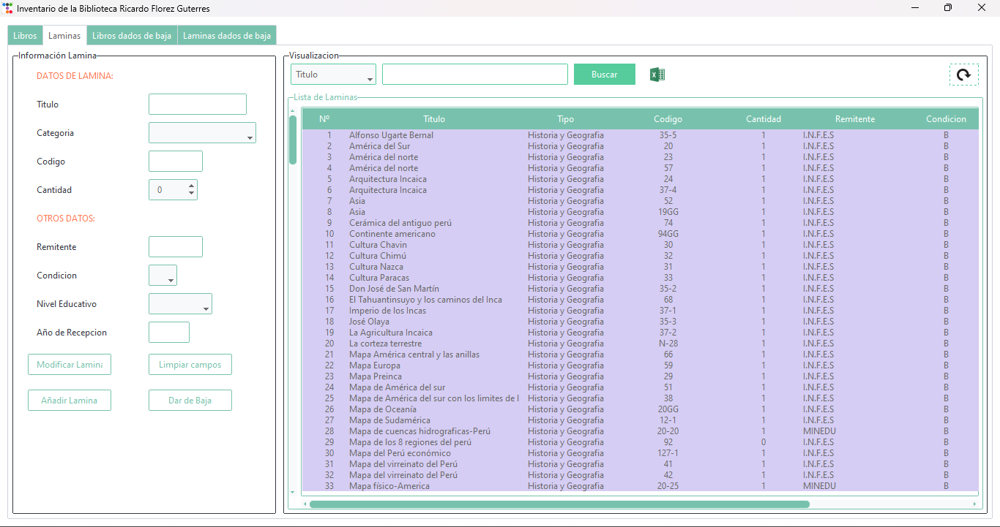 Inventario de la Biblioteca Ricardo Florez Guterres
Libros Laminas Libros dados de baja Laminas dados de baja
Información Lamina
DATOS DE LAMINA:
Titulo
Categoria
Codigo
Cantidad 0
OTROS DATOS:
Remitente
Condicion
Nivel Educativo
Año de Recepcion
Modificar Lamina Limpiar campos
Añadir Lamina Dar de Baja
Visualizacion
Titulo Buscar
Lista de Laminas
Nº Titulo Tipo Codigo Cantidad Remitente Condicion
1 Alfonso Ugarte Bernal Historia y Geografia 35-5 1 I.N.F.E.S B
2 América del Sur Historia y Geografia 20 1 I.N.F.E.S B
3 América del norte Historia y Geografia 23 1 I.N.F.E.S B
4 América del norte Historia y Geografia 57 1 I.N.F.E.S B
5 Arquitectura Incaica Historia y Geografia 24 1 I.N.F.E.S B
6 Arquitectura Incaica Historia y Geografia 37-4 1 I.N.F.E.S B
7 Asia Historia y Geografia 52 1 I.N.F.E.S B
8 Asia Historia y Geografia 19GG 1 I.N.F.E.S B
9 Cerámica del antiguo perú Historia y Geografia 74 1 I.N.F.E.S B
10 Continente americano Historia y Geografia 94GG 1 I.N.F.E.S B
11 Cultura Chavin Historia y Geografia 30 1 I.N.F.E.S B
12 Cultura Chimú Historia y Geografia 32 1 I.N.F.E.S B
13 Cultura Nazca Historia y Geografia 31 1 I.N.F.E.S B
14 Cultura Paracas Historia y Geografia 33 1 I.N.F.E.S B
15 Don José de San Martín Historia y Geografia 35-2 1 I.N.F.E.S B
16 El Tahuantinsuyo y los caminos del Inca Historia y Geografia 68 1 I.N.F.E.S B
17 Imperio de los Incas Historia y Geografia 37-1 1 I.N.F.E.S B
18 José Olaya Historia y Geografia 35-3 1 I.N.F.E.S B
19 La Agricultura Incaica Historia y Geografia 37-2 1 I.N.F.E.S B
20 La corteza terrestre Historia y Geografia N-28 1 I.N.F.E.S B
21 Mapa América central y las anillas Historia y Geografia 66 1 I.N.F.E.S B
22 Mapa Europa Historia y Geografia 59 1 I.N.F.E.S B
23 Mapa Preinca Historia y Geografia 29 1 I.N.F.E.S B
24 Mapa de América del sur Historia y Geografia 51 1 I.N.F.E.S B
25 Mapa de América del sur con los limites de l Historia y Geografia 38 1 I.N.F.E.S B
26 Mapa de Oceanía Historia y Geografia 20GG 1 I.N.F.E.S B
27 Mapa de Sudamérica Historia y Geografia 12-1 1 I.N.F.E.S B
28 Mapa de cuencas hidrograficas-Perú Historia y Geografia 20-20 1 MINEDU B
29 Mapa de los 8 regiones del perú Historia y Geografia 92 0 I.N.F.E.S B
30 Mapa del Perú económico Historia y Geografia 127-1 1 I.N.F.E.S B
31 Mapa del virreinato del Perú Historia y Geografia 41 1 I.N.F.E.S B
32 Mapa del virreinato del Perú Historia y Geografia 42 1 I.N.F.E.S B
33 Mapa físico-America Historia y Geografia 20-25 1 MINEDU B